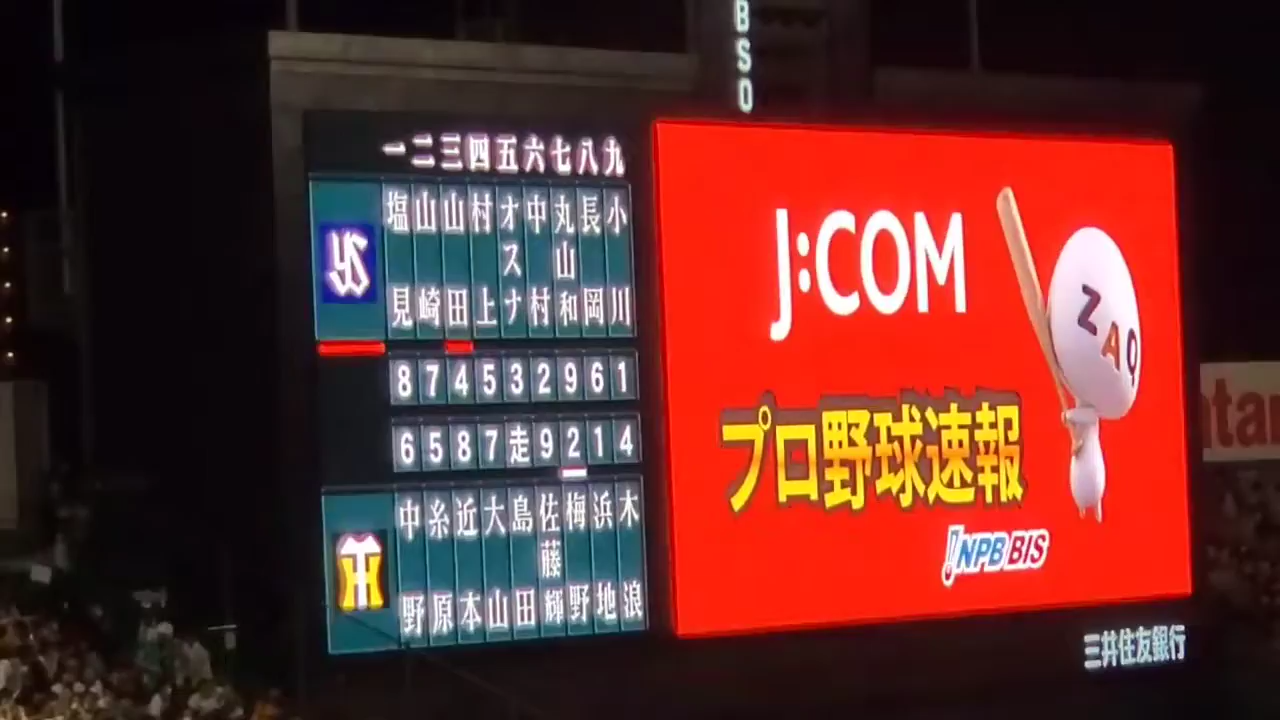 B
S
O
一二三四五六七八九
YS
塩見
山崎
山田
村上
オスナ
中村
丸山和
長岡
小川
8 7 4 5 3 2 9 6 1
6 5 8 7 走 9 2 1 4
TH
中野
糸原
近本
大山
島田
佐藤輝
梅野
浜地
木浪
J:COM
ZAQ
プロ野球速報
!NPB BIS
三井住友銀行